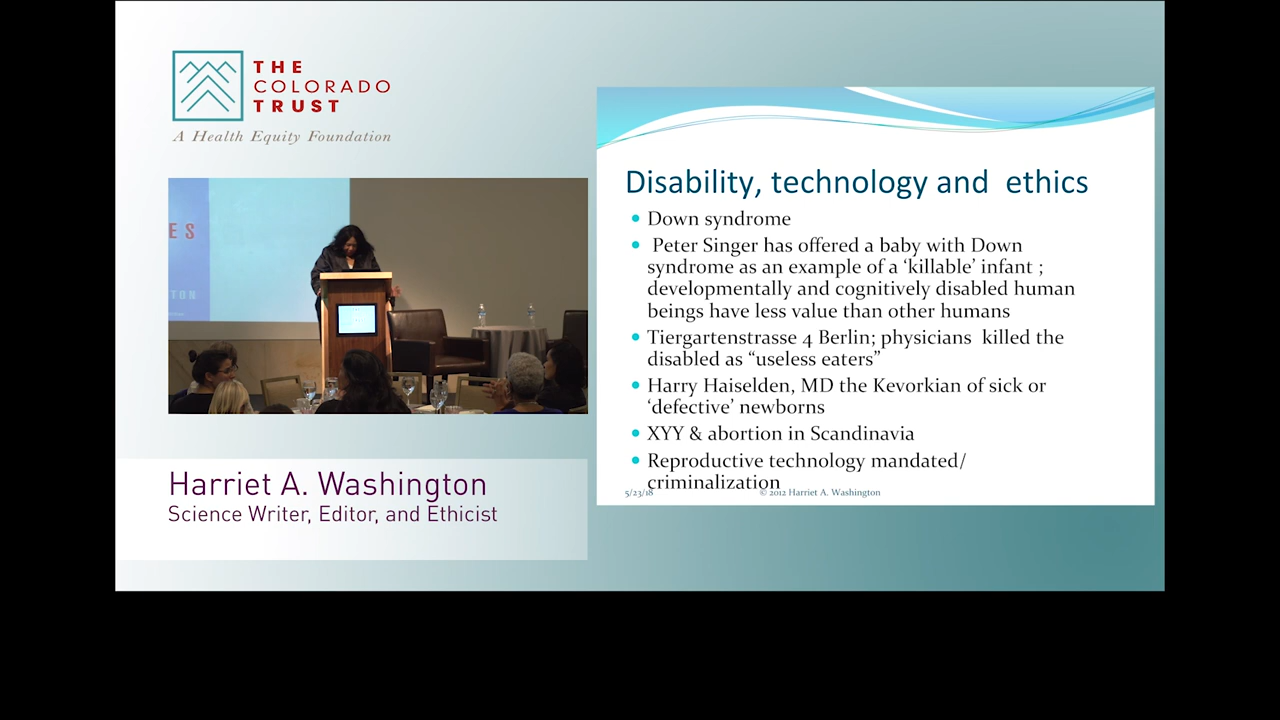 THE
COLORADO
TRUST
A Health Equity Foundation
ES
TON
Harriet A. Washington
Science Writer, Editor, and Ethicist
Disability, technology and  ethics
• Down syndrome
•  Peter Singer has offered a baby with Down
syndrome as an example of a ‘killable’ infant ;
developmentally and cognitively disabled human
beings have less value than other humans
• Tiergartenstrasse 4 Berlin; physicians  killed the
disabled as “useless eaters”
• Harry Haiselden, MD the Kevorkian of sick or
‘defective’ newborns
• XYY & abortion in Scandinavia
• Reproductive technology mandated/
criminalization
5/23/18
© 2012 Harriet A. Washington